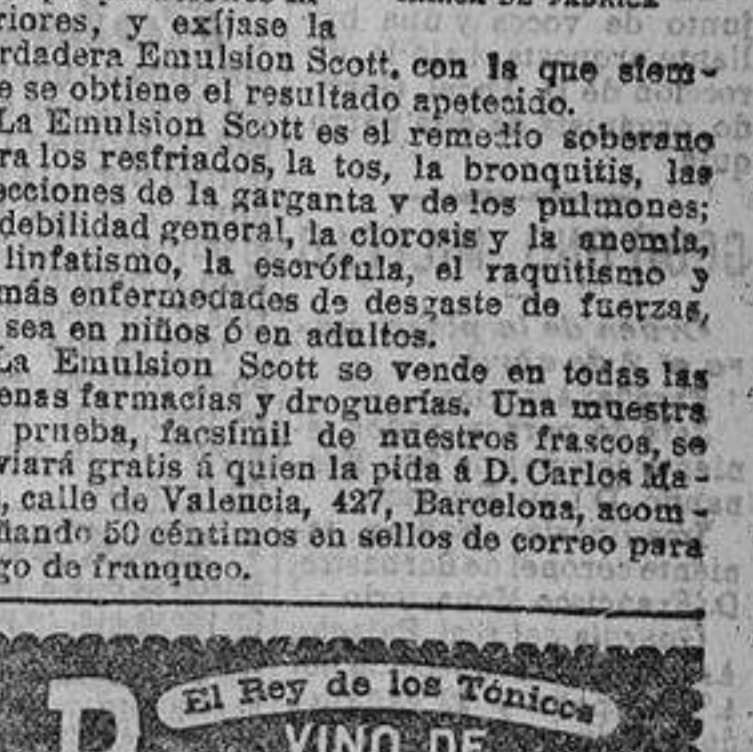 riores, y exíjase la
rdadera Emulsion Scott, con la que siem-
e se obtiene el resultado apetecido.
La Emulsion Scott es el remedio soberano
ra los resfriados, la tos, la bronquitis, las
ecciones de la garganta y de los pulmones;
debilidad general, la clorosis y la anemia,
linfatismo, la escrófula, el raquitismo y
más enfermedades de desgaste de fuerzas,
sea en niños ó en adultos.
La Emulsion Scott se vende en todas las
enas farmacias y droguerías. Una muestra
prueba, facsímil de nuestros frascos, se
viará gratis á quien la pida á D. Carlos Ma-
, calle de Valencia, 427, Barcelona, acom-
ñando 50 céntimos en sellos de correo para
go de franqueo.
El Rey de los Tónicos
VINO DE